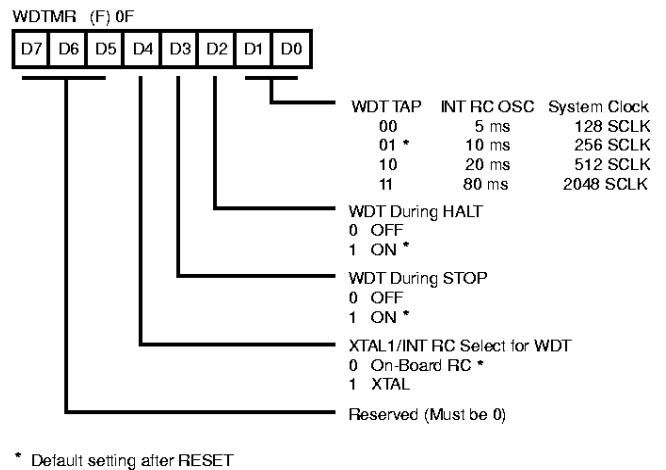 WDTMR (F) 0F
D7 D6 D5 D4 D3 D2 D1 D0
WDT TAP INT RC OSC System Clock
00 5 ms 128 SCLK
01 * 10 ms 256 SCLK
10 20 ms 512 SCLK
11 80 ms 2048 SCLK
WDT During HALT
0 OFF
1 ON *
WDT During STOP
0 OFF
1 ON *
XTAL1/INT RC Select for WDT
0 On-Board RC *
1 XTAL
Reserved (Must be 0)
* Default setting after RESET